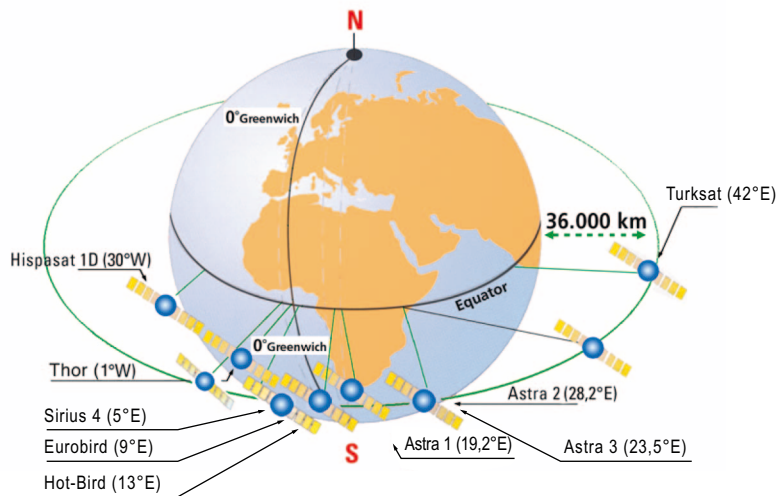 N
0°Greenwich
Turksat (42°E)
36.000 km
Hispasat 1D (30°W)
Equator
0°Greenwich
Thor (1°W)
Astra 2 (28,2°E)
Sirius 4 (5°E)
Eurobird (9°E)
S
Astra 1 (19,2°E)
Astra 3 (23,5°E)
Hot-Bird (13°E)